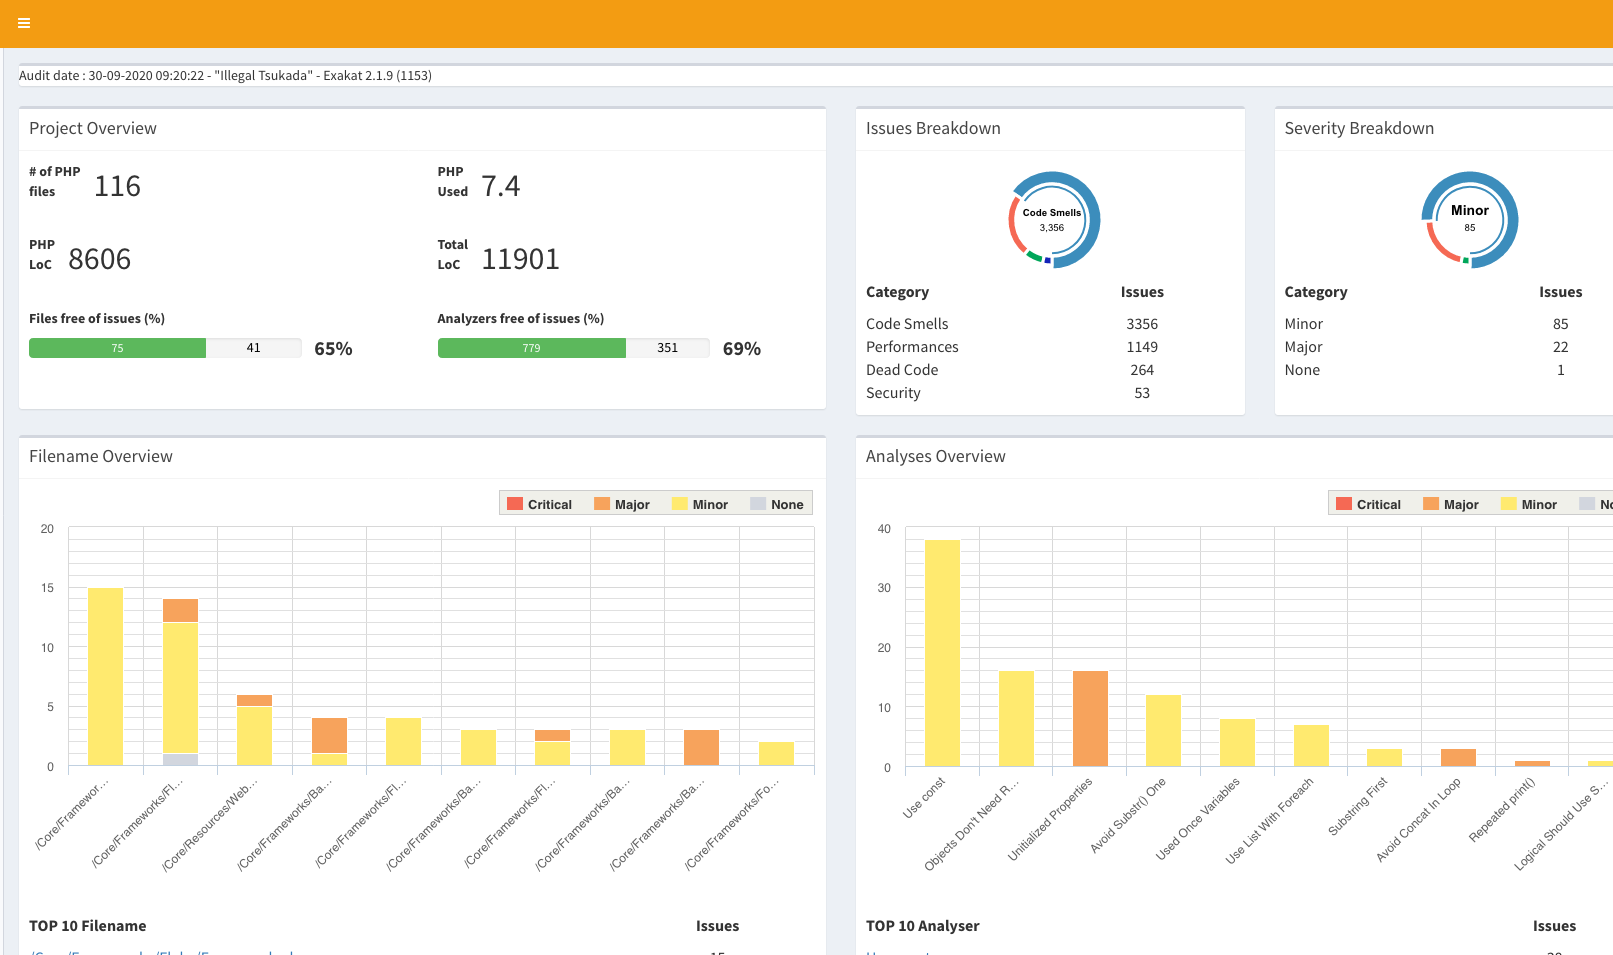 Audit date : 30-09-2020 09:20:22 - "Illegal Tsukada" - Exakat 2.1.9 (1153)
Project Overview
# of PHP files 116
PHP Used 7.4
PHP LoC 8606
Total LoC 11901
Files free of issues (%)
75 41 65%
Analyzers free of issues (%)
779 351 69%
Issues Breakdown
Code Smells
3,356
Category Issues
Code Smells 3356
Performances 1149
Dead Code 264
Security 53
Severity Breakdown
Minor
85
Category Issues
Minor 85
Major 22
None 1
Filename Overview
Critical Major Minor None
20
15
10
5
0
/Core/Framewor...
/Core/Frameworks/Fl...
/Core/Resources/Web...
/Core/Frameworks/Ba...
/Core/Frameworks/Fl...
/Core/Frameworks/Ba...
/Core/Frameworks/Fl...
/Core/Frameworks/Ba...
/Core/Frameworks/Ba...
/Core/Frameworks/Fo...
TOP 10 Filename Issues
Analyses Overview
Critical Major Minor No
40
30
20
10
0
Use const
Objects Don't Need R...
Unitialized Properties
Avoid Substr() One
Used Once Variables
Use List With Foreach
Substring First
Avoid Concat In Loop
Repeated print()
Logical Should Use S...
TOP 10 Analyser Issues